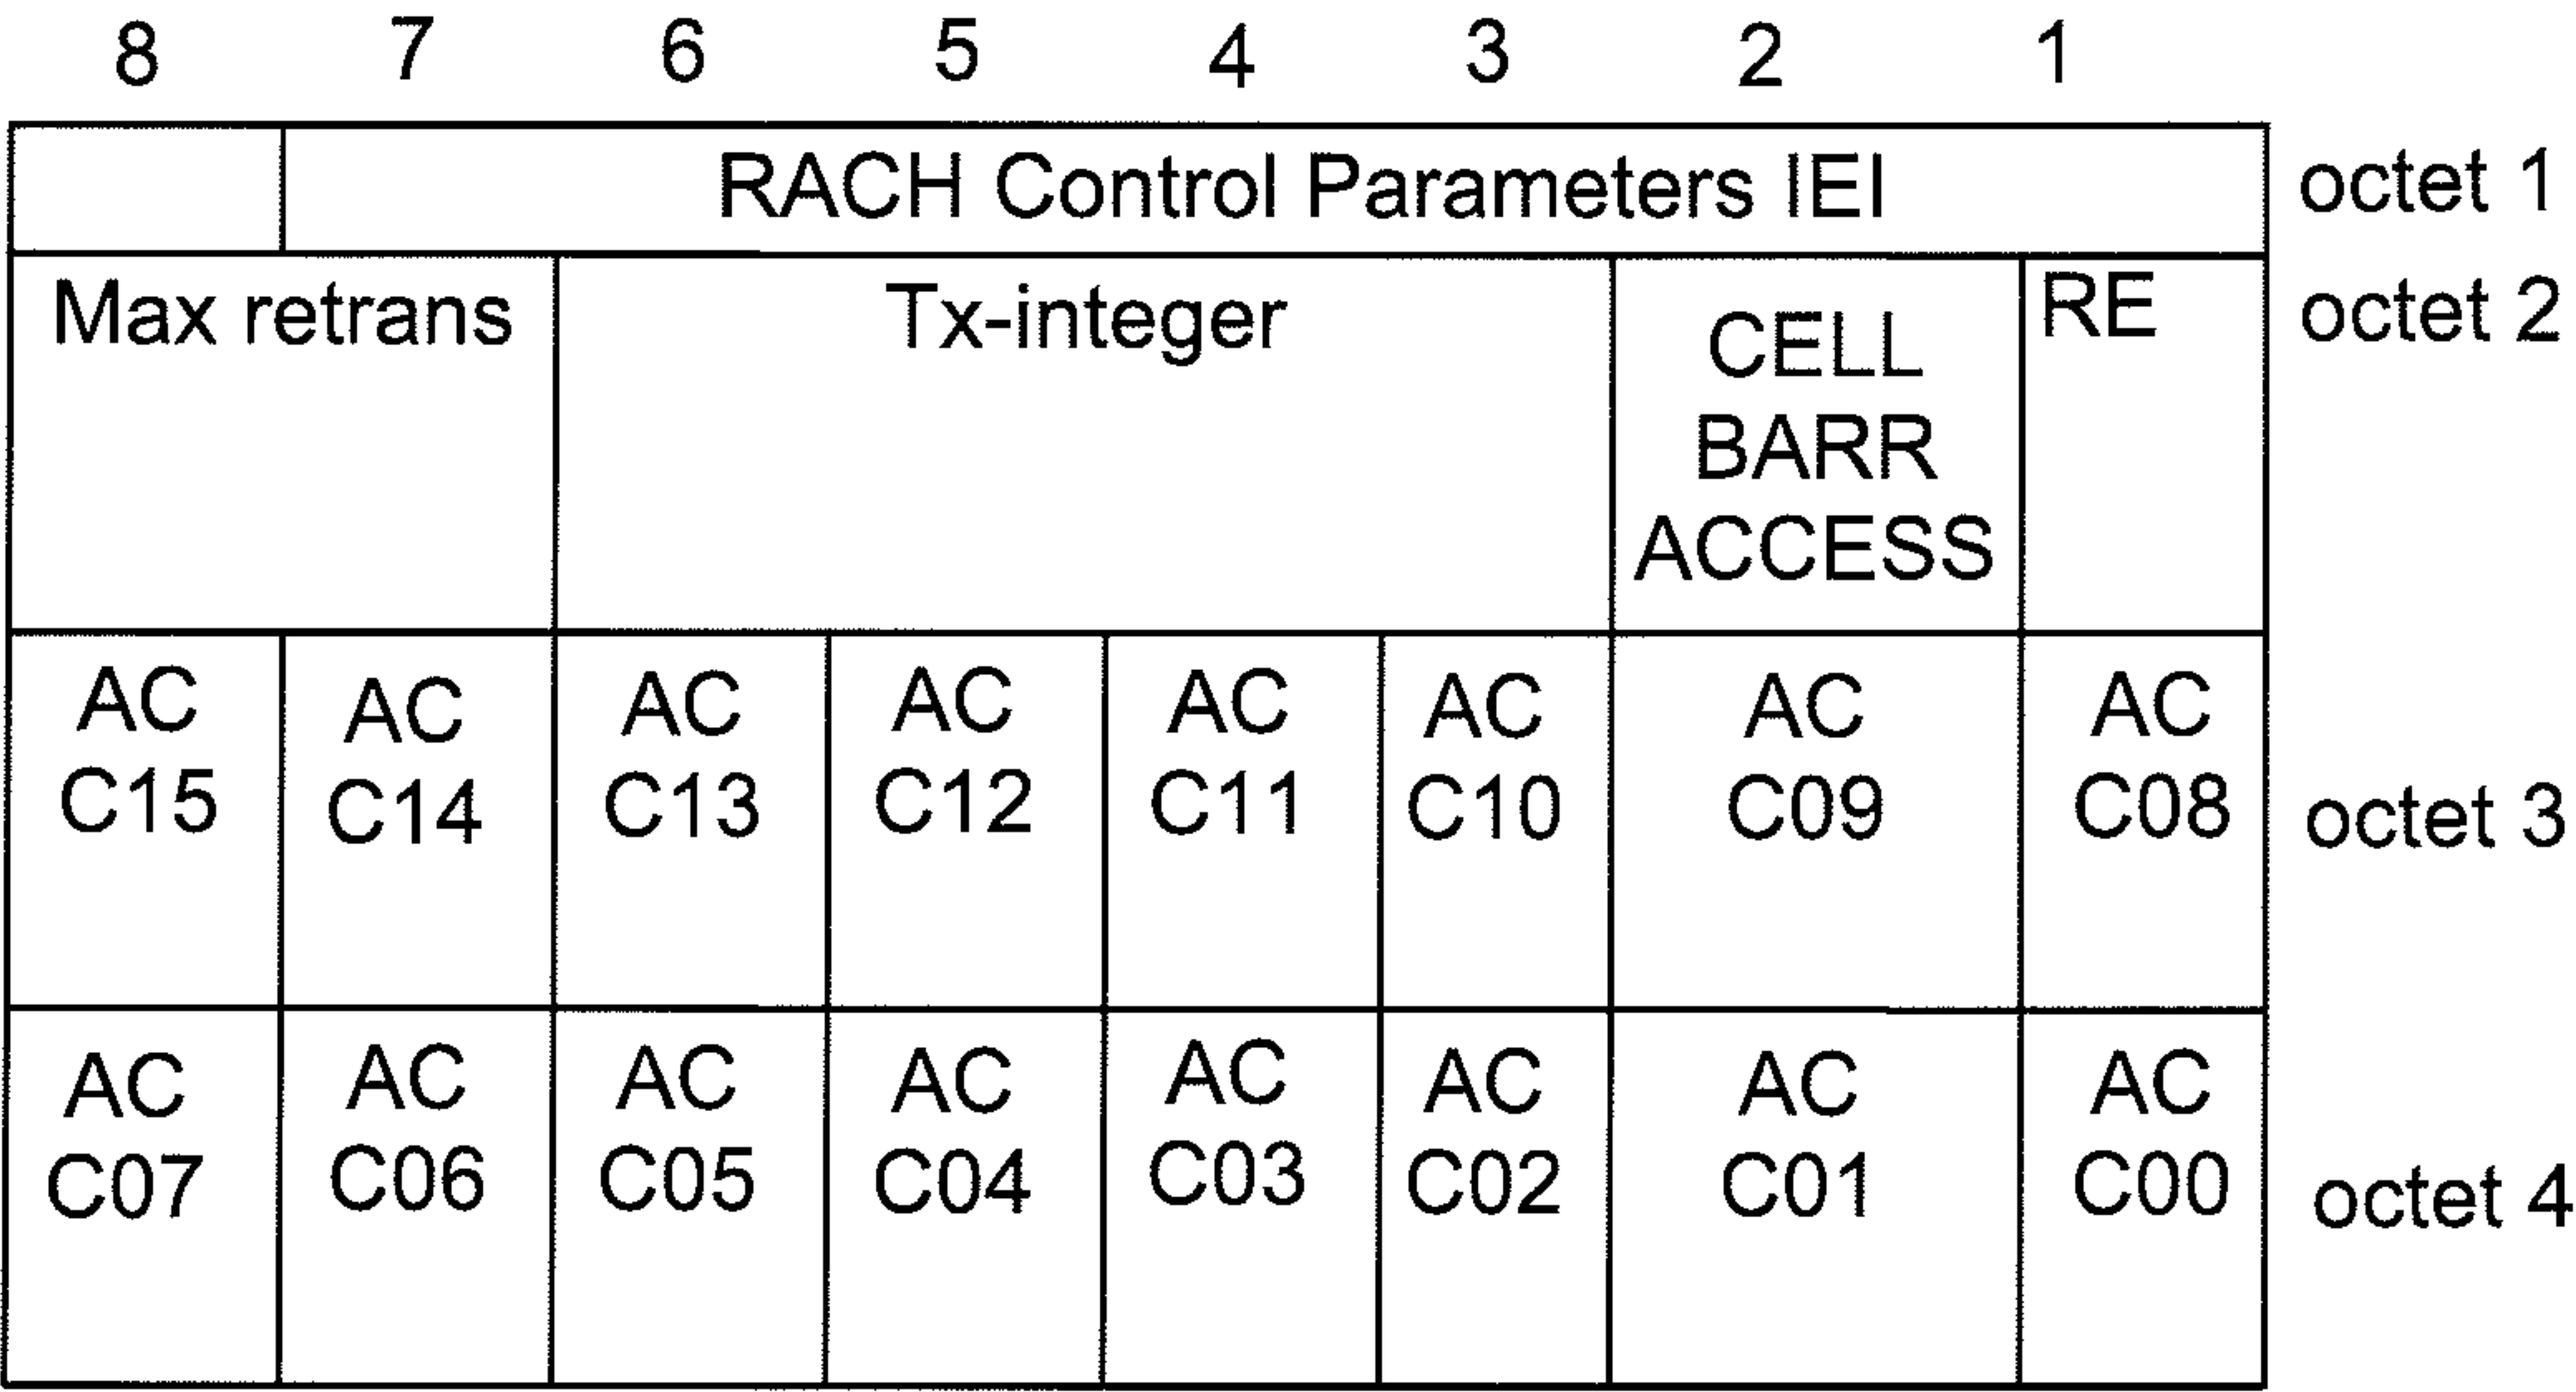 8 7 6 5 4 3 2 1
RACH Control Parameters IEI octet 1
Max retrans Tx-integer CELL BARR ACCESS RE octet 2
AC C15 AC C14 AC C13 AC C12 AC C11 AC C10 AC C09 AC C08 octet 3
AC C07 AC C06 AC C05 AC C04 AC C03 AC C02 AC C01 AC C00 octet 4